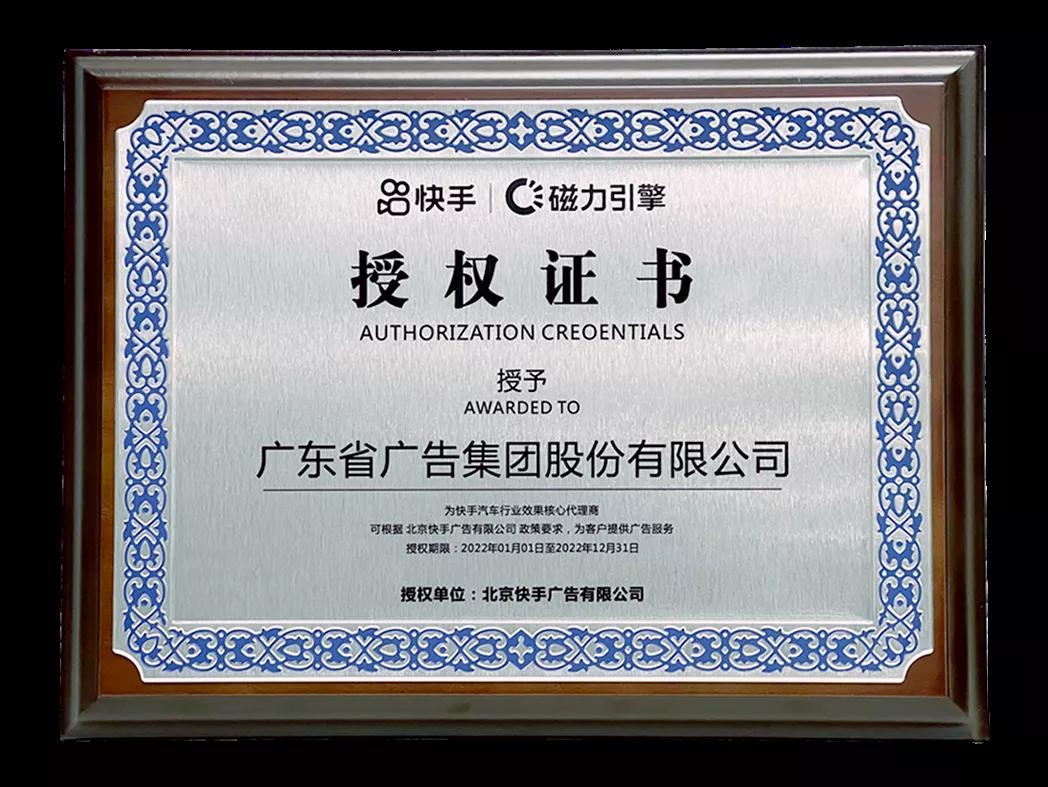 快手 | 磁力引擎
授权证书
AUTHORIZATION CREOENTIALS
授予
AWARDED TO
广东省广告集团股份有限公司
为快手汽车行业效果核心代理商
可根据 北京快手广告有限公司 政策要求，为客户提供广告服务
授权期限：2022年01月01日至2022年12月31日
授权单位：北京快手广告有限公司